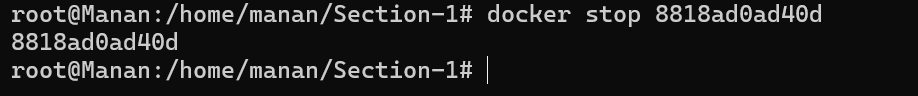 root@Manan:/home/manan/Section-1# docker stop 8818ad0ad40d
8818ad0ad40d
root@Manan:/home/manan/Section-1#